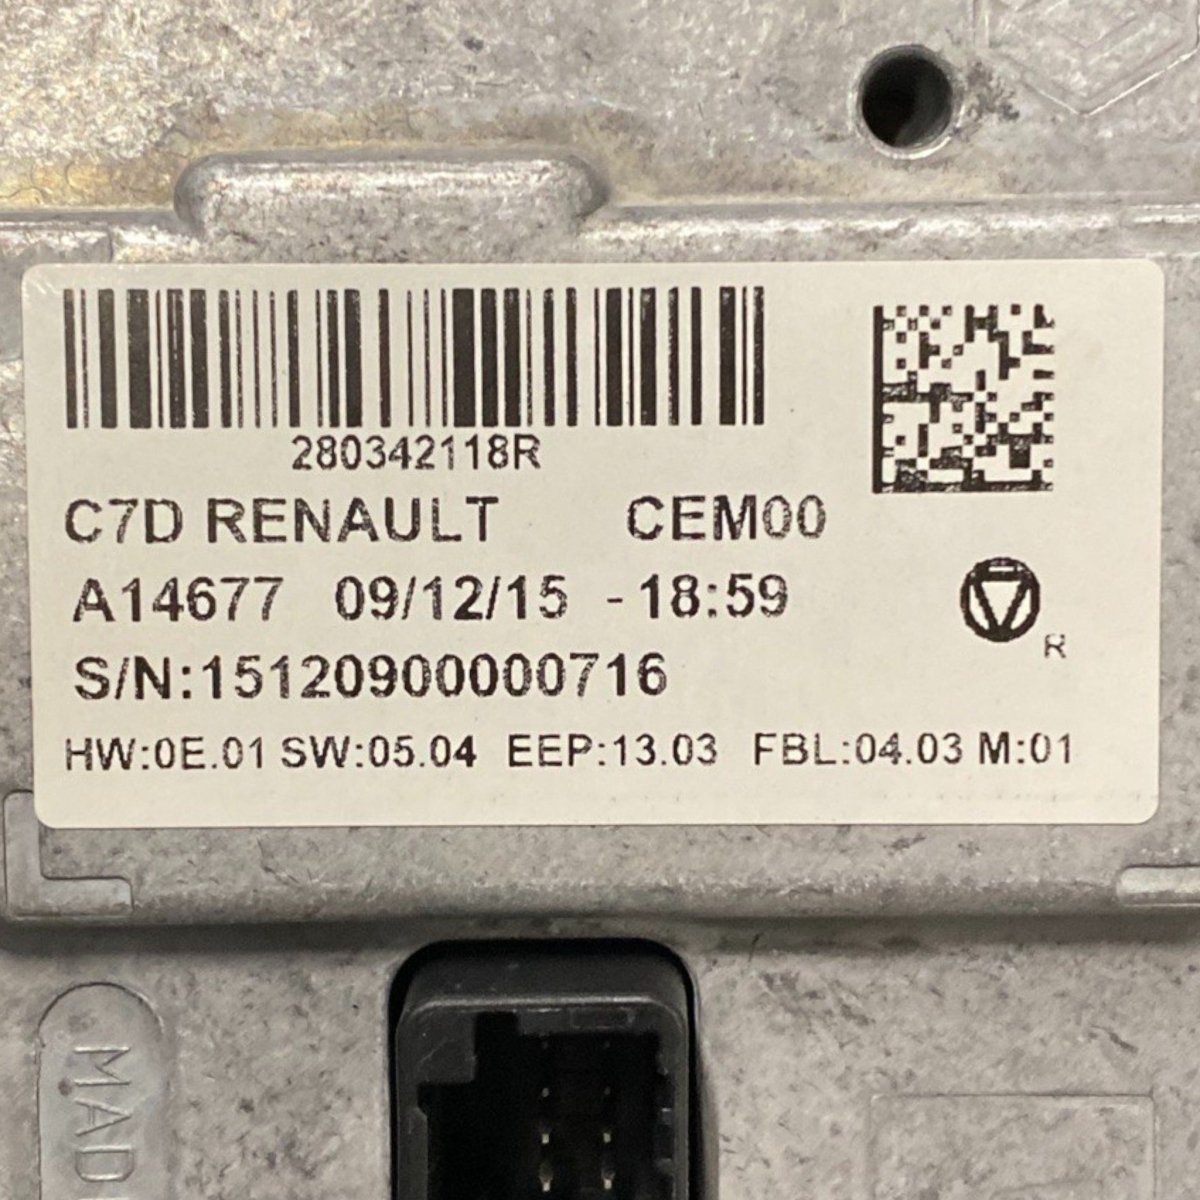 280342118R
C7D RENAULT CEM00
A14677 09/12/15 -18:59
S/N:15120900000716
R
HW:0E.01 SW:05.04 EEP:13.03 FBL:04.03 M:01